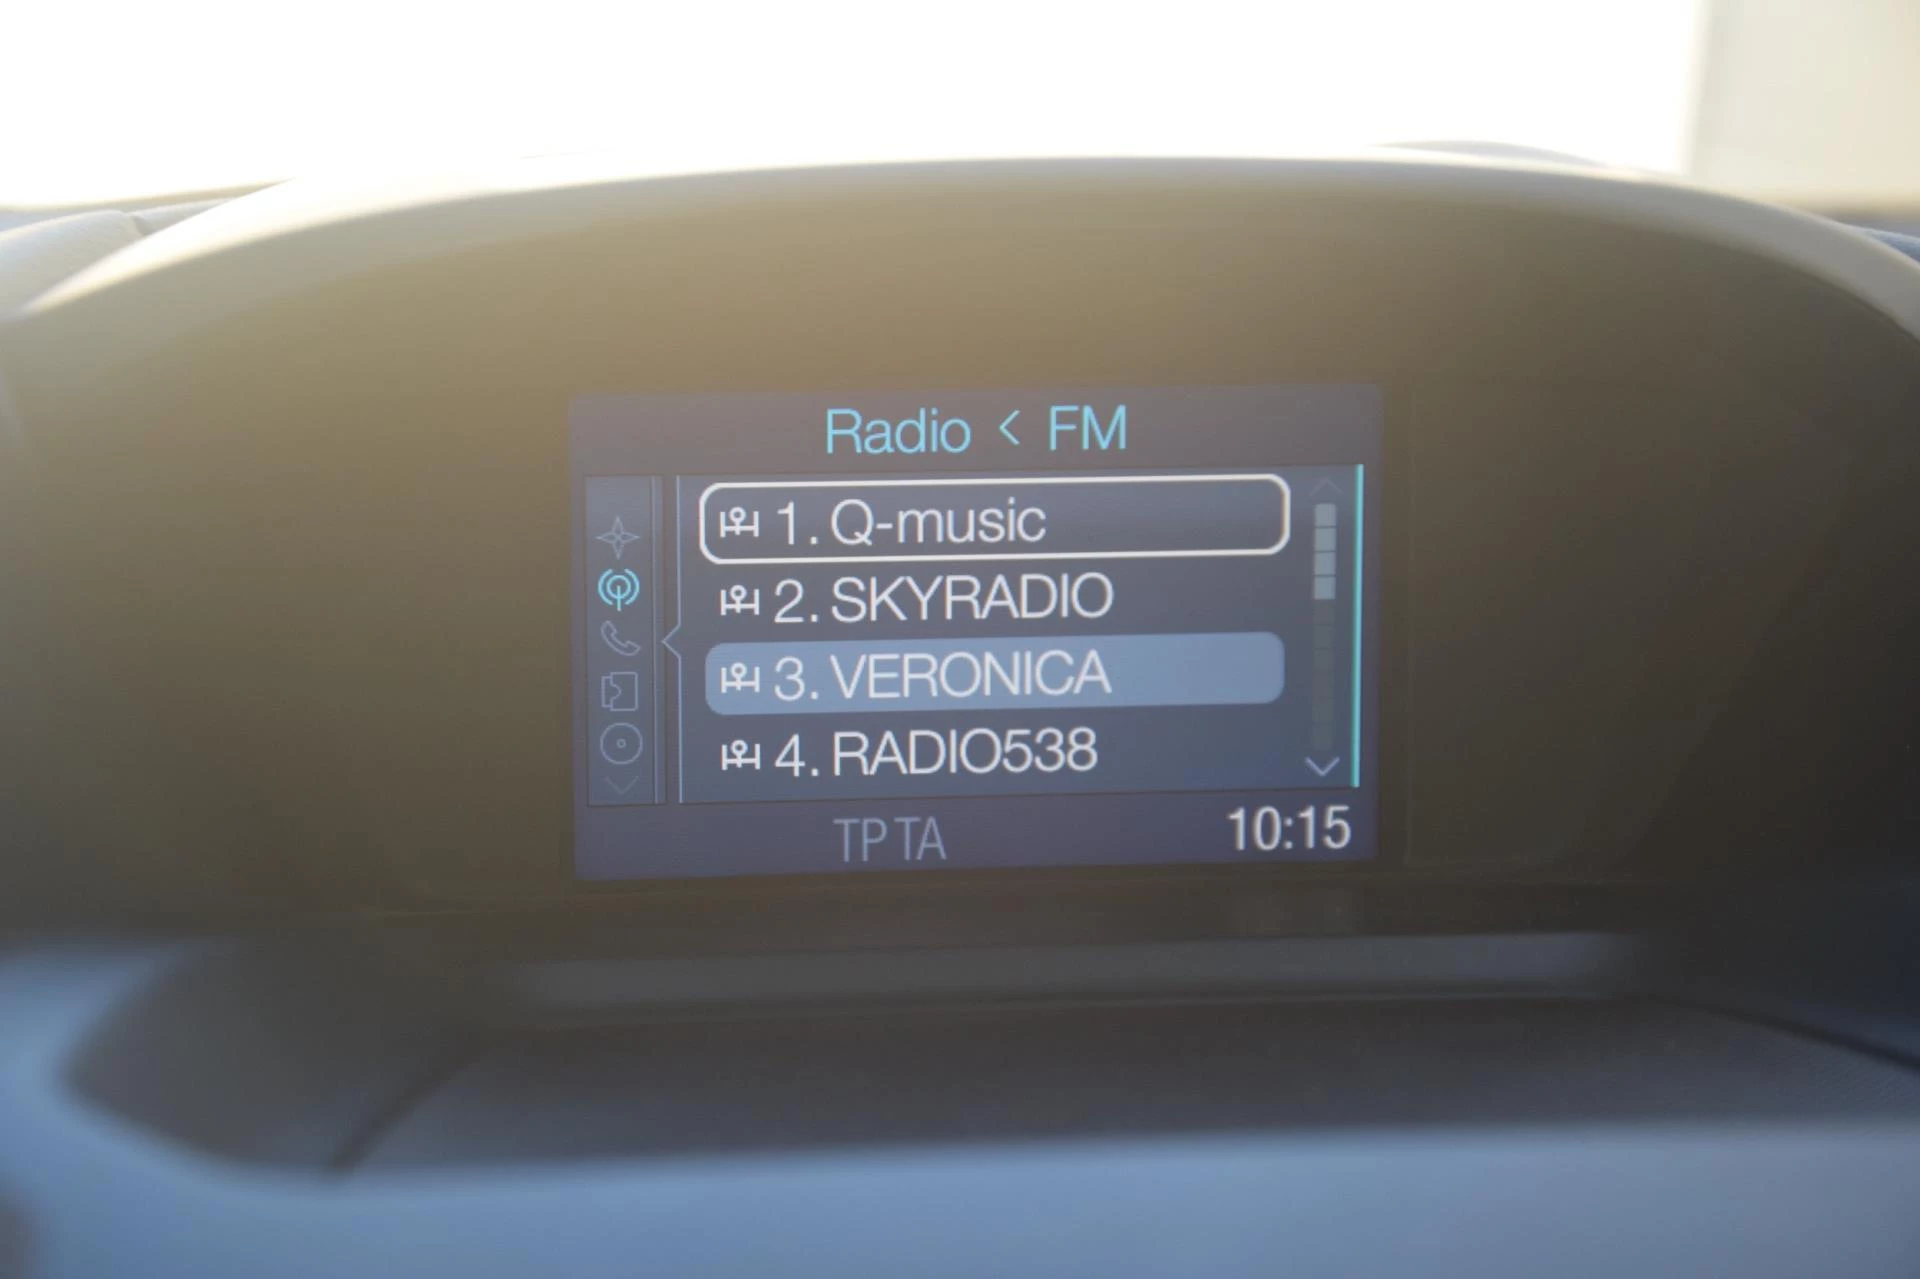 Radio < FM
1. Q-music
2. SKYRADIO
3. VERONICA
4. RADIO538
TP TA
10:15